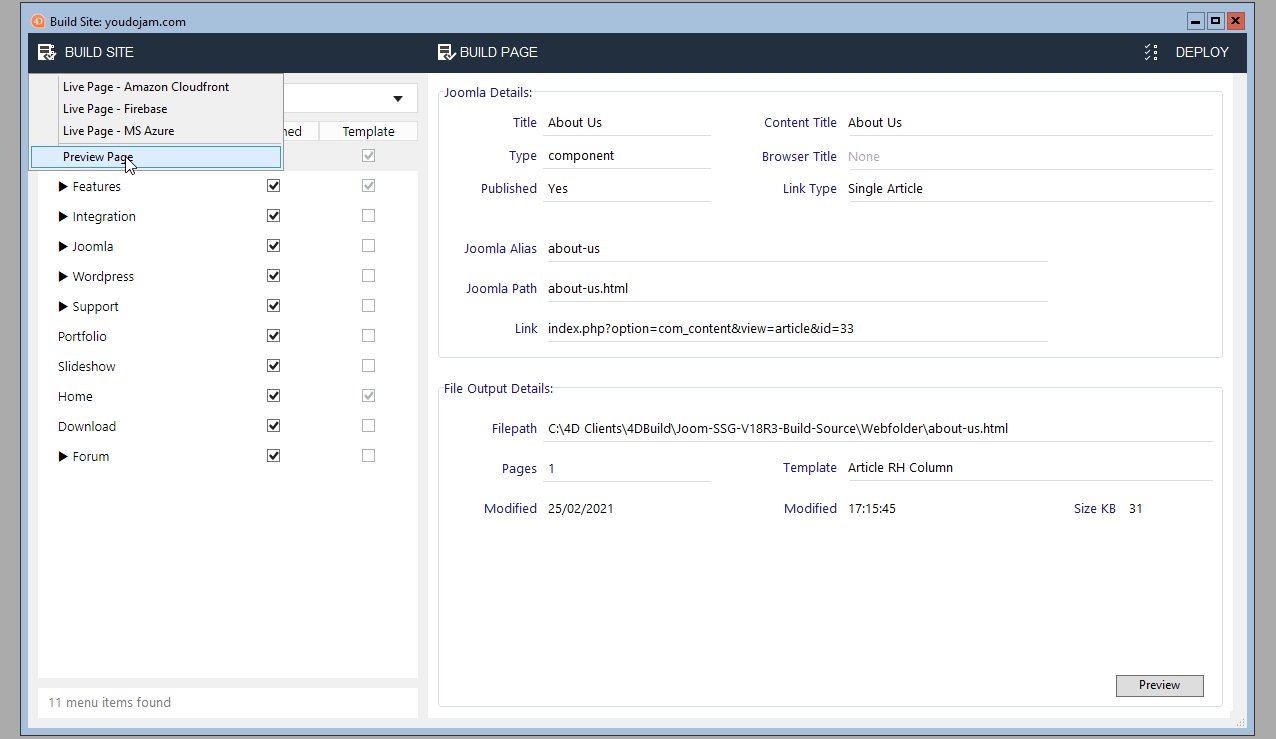 Build Site: youdojam.com
BUILD SITE
BUILD PAGE
DEPLOY
Live Page - Amazon Cloudfront
Live Page - Firebase
Live Page - MS Azure
Preview Page
Template
Features
Integration
Joomla
Wordpress
Support
Portfolio
Slideshow
Home
Download
Forum
11 menu items found
Joomla Details:
Title About Us Content Title About Us
Type component Browser Title None
Published Yes Link Type Single Article
Joomla Alias about-us
Joomla Path about-us.html
Link index.php?option=com_content&view=article&id=33
File Output Details:
Filepath C:\4D Clients\4DBuild\Joom-SSG-V18R3-Build-Source\Webfolder\about-us.html
Pages 1 Template Article RH Column
Modified 25/02/2021 Modified 17:15:45 Size KB 31
Preview